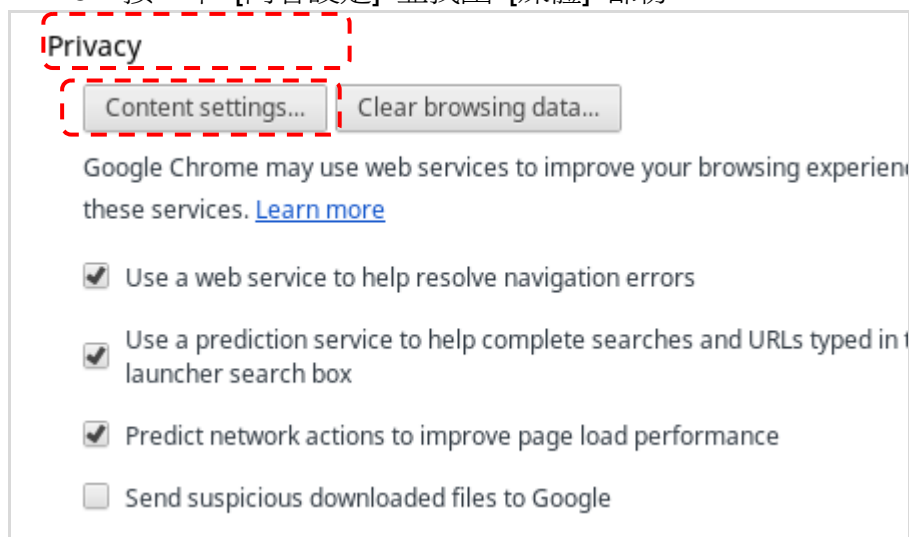 Privacy
Content settings... Clear browsing data...
Google Chrome may use web services to improve your browsing
these services. Learn more
Use a web service to help resolve navigation errors
Use a prediction service to help complete searches and URLs typed in
launcher search box
Predict network actions to improve page load performance
Send suspicious downloaded files to Google